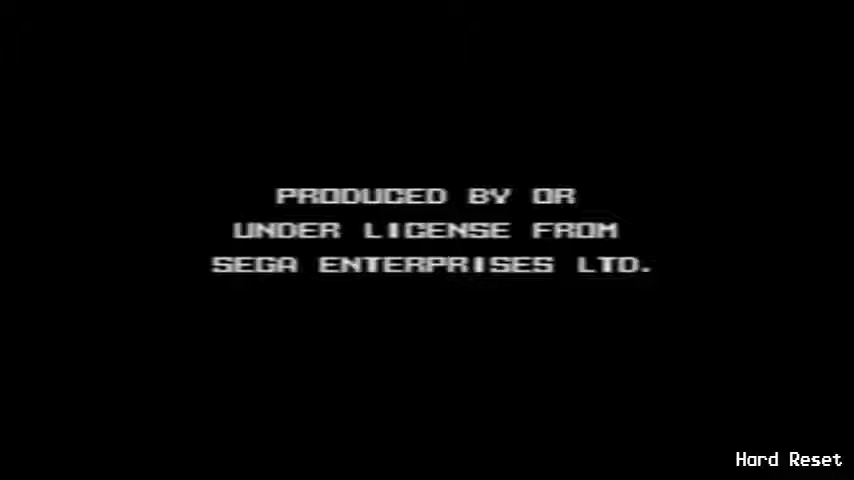 PRODUCED BY OR
UNDER LICENSE FROM
SEGA ENTERPRISES LTD.
Hard Reset